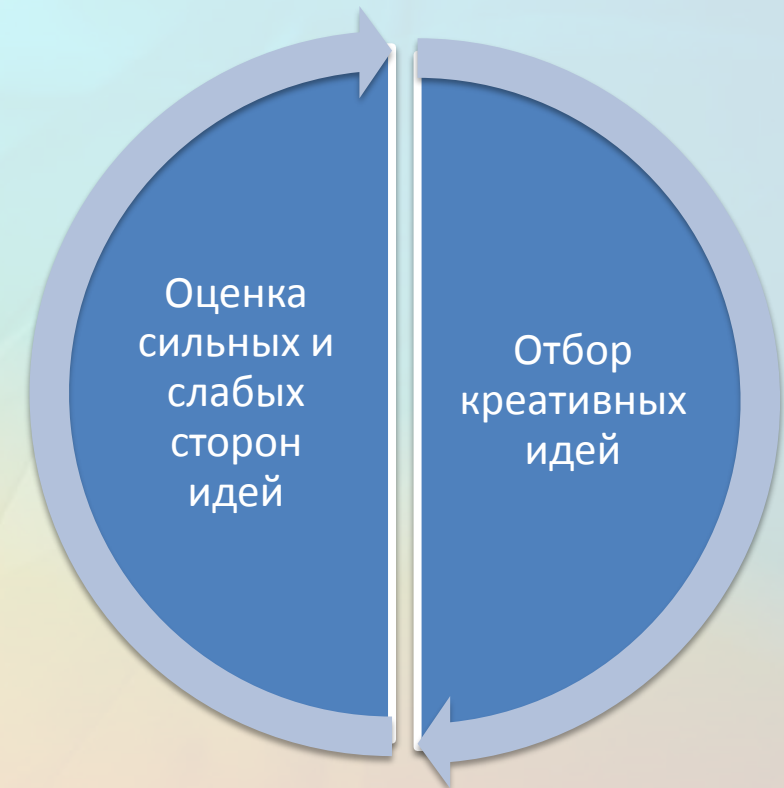 Оценка
сильных и
слабых
сторон
идей
Отбор
креативных
идей